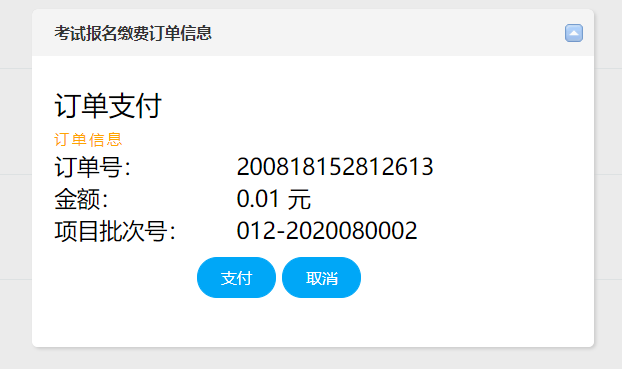 考试报名缴费订单信息
订单支付
订单信息
订单号: 200818152812613
金额: 0.01 元
项目批次号: 012-2020080002
支付 取消